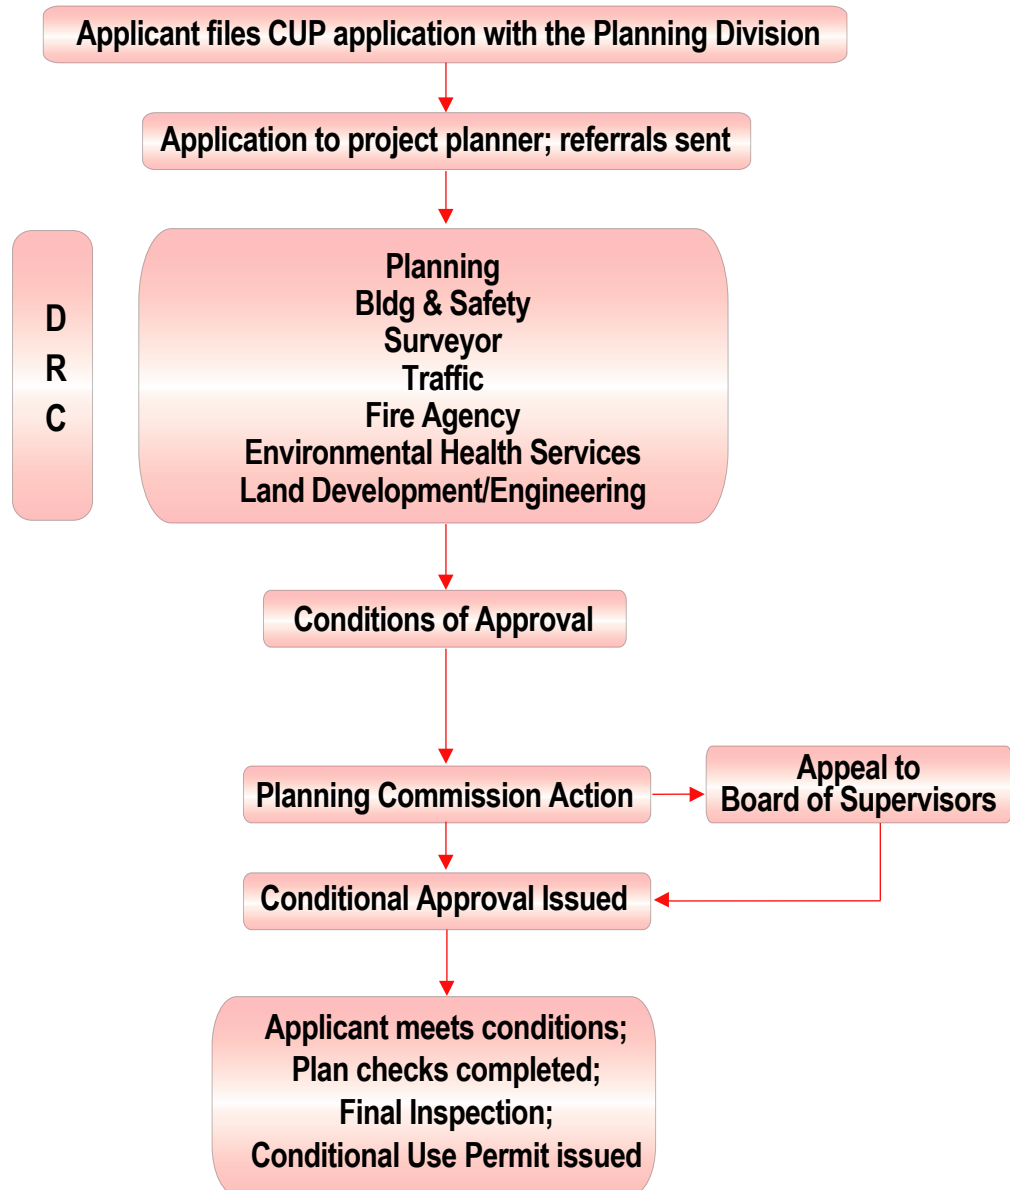 Applicant files CUP application with the Planning Division
Application to project planner; referrals sent
D
R
C
Planning
Bldg & Safety
Surveyor
Traffic
Fire Agency
Environmental Health Services
Land Development/Engineering
Conditions of Approval
Planning Commission Action
Appeal to
Board of Supervisors
Conditional Approval Issued
Applicant meets conditions;
Plan checks completed;
Final Inspection;
Conditional Use Permit issued